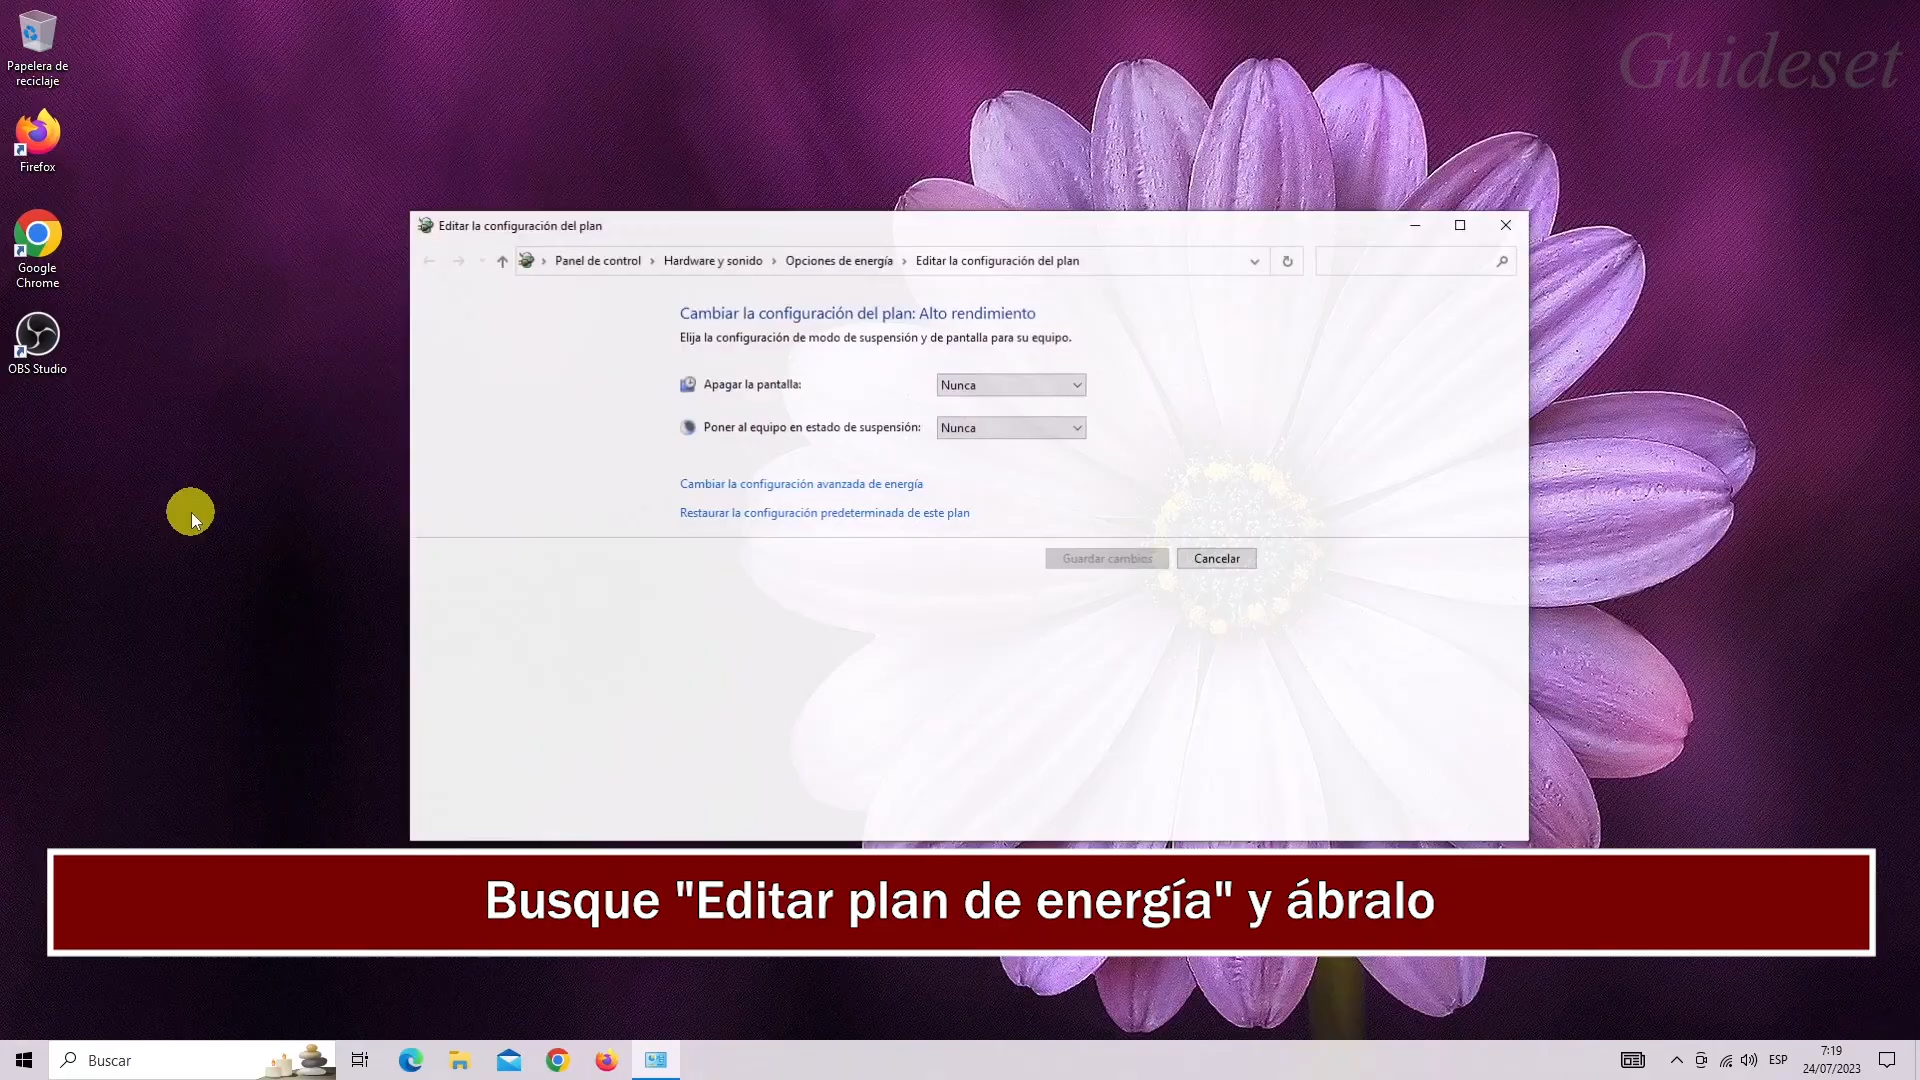 Papelera de
reciclaje
Firefox
Google
Chrome
OBS Studio
Guideset
Editar la configuración del plan
Panel de control › Hardware y sonido › Opciones de energía › Editar la configuración del plan
Cambiar la configuración del plan: Alto rendimiento
Elija la configuración de modo de suspensión y de pantalla para su equipo.
Apagar la pantalla: Nunca
Poner al equipo en estado de suspensión: Nunca
Cambiar la configuración avanzada de energía
Restaurar la configuración predeterminada de este plan
Guardar cambios Cancelar
Busque "Editar plan de energía" y ábralo
Buscar
ESP
7:19
24/07/2023